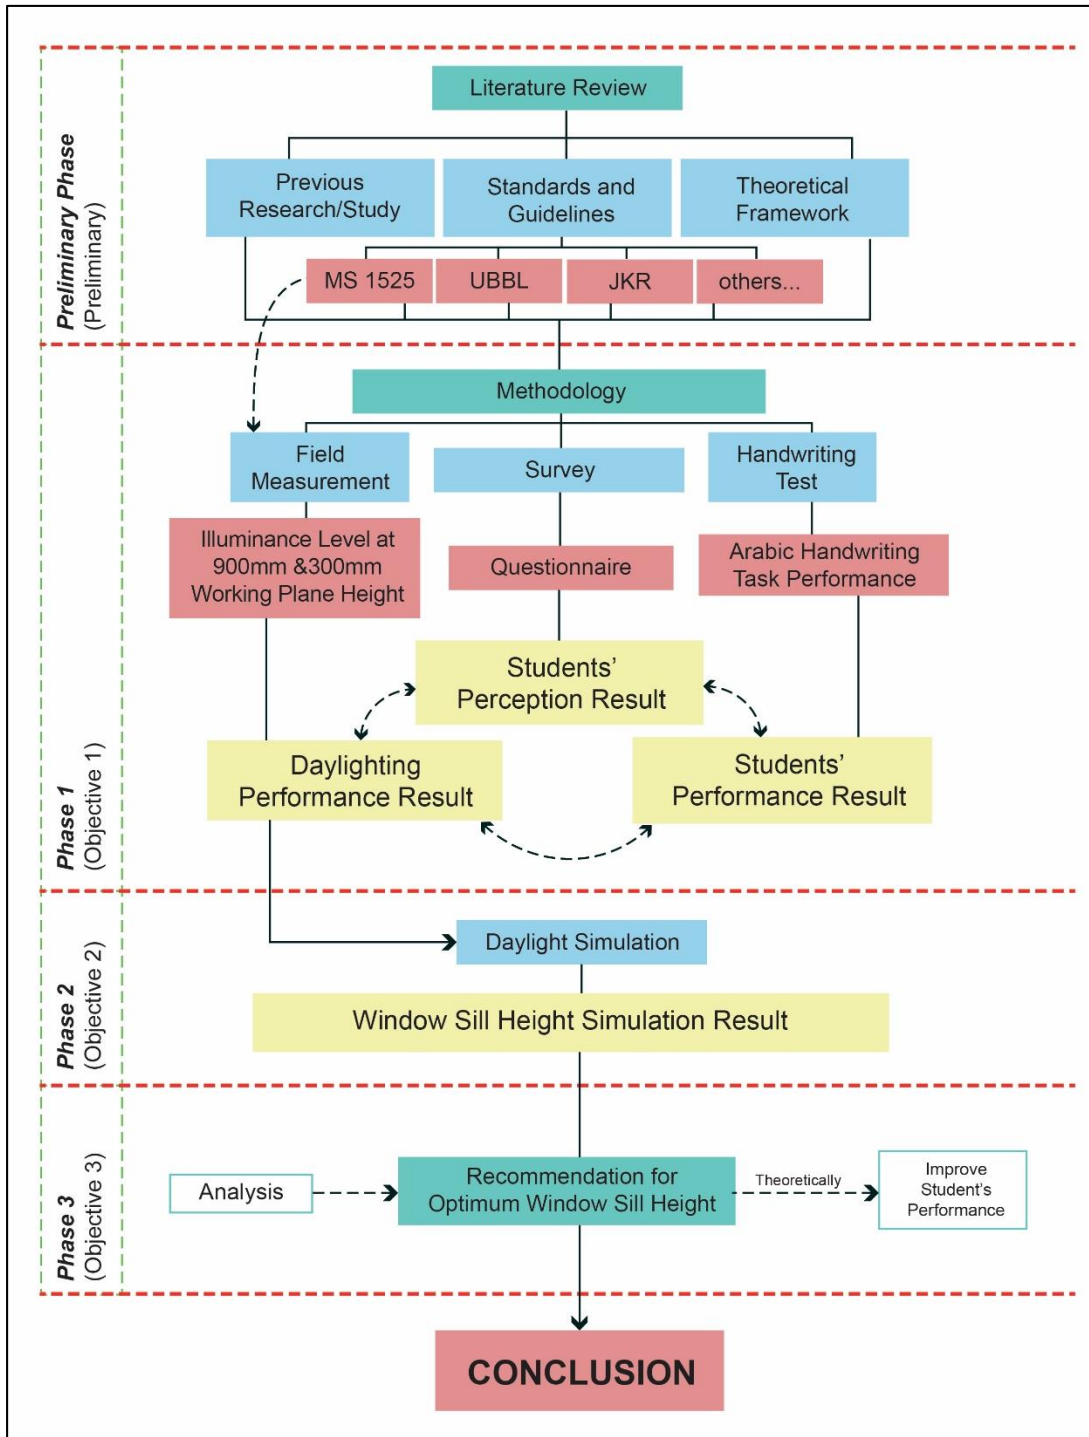 Preliminary Phase
(Preliminary)
Literature Review
Previous
Research/Study
Standards and
Guidelines
Theoretical
Framework
MS 1525
UBBL
JKR
others...
Phase 1
(Objective 1)
Methodology
Field
Measurement
Survey
Handwriting
Test
Illuminance Level at
900mm &300mm
Working Plane Height
Questionnaire
Arabic Handwriting
Task Performance
Students’
Perception Result
Daylighting
Performance Result
Students’
Performance Result
Phase 2
(Objective 2)
Daylight Simulation
Window Sill Height Simulation Result
Phase 3
(Objective 3)
Analysis
Recommendation for
Optimum Window Sill Height
Theoretically
Improve
Student’s
Performance
CONCLUSION